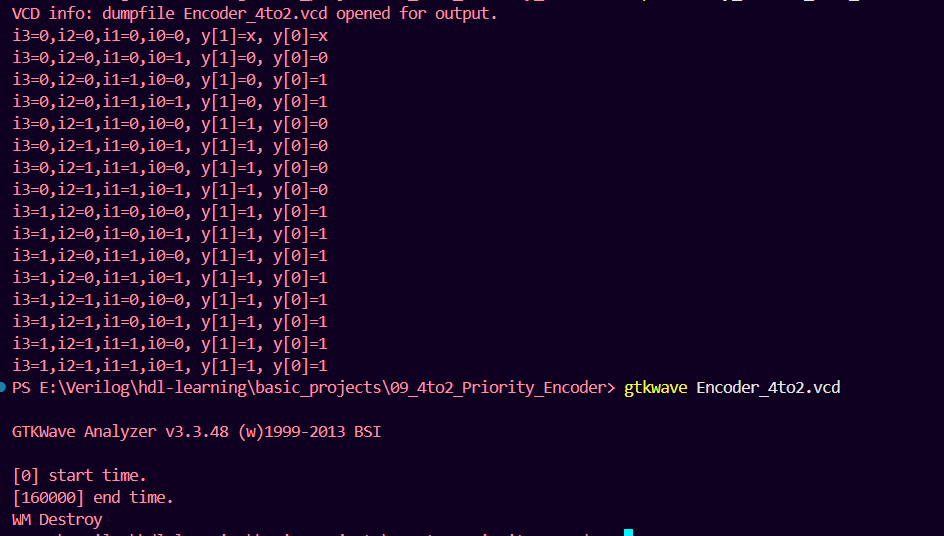 VCD info: dumpfile Encoder_4to2.vcd opened for output.
i3=0,i2=0,i1=0,i0=0, y[1]=x, y[0]=x
i3=0,i2=0,i1=0,i0=1, y[1]=0, y[0]=0
i3=0,i2=0,i1=1,i0=0, y[1]=0, y[0]=1
i3=0,i2=0,i1=1,i0=1, y[1]=0, y[0]=1
i3=0,i2=1,i1=0,i0=0, y[1]=1, y[0]=0
i3=0,i2=1,i1=0,i0=1, y[1]=1, y[0]=0
i3=0,i2=1,i1=1,i0=0, y[1]=1, y[0]=0
i3=0,i2=1,i1=1,i0=1, y[1]=1, y[0]=0
i3=1,i2=0,i1=0,i0=0, y[1]=1, y[0]=1
i3=1,i2=0,i1=0,i0=1, y[1]=1, y[0]=1
i3=1,i2=0,i1=1,i0=0, y[1]=1, y[0]=1
i3=1,i2=0,i1=1,i0=1, y[1]=1, y[0]=1
i3=1,i2=1,i1=0,i0=0, y[1]=1, y[0]=1
i3=1,i2=1,i1=0,i0=1, y[1]=1, y[0]=1
i3=1,i2=1,i1=1,i0=0, y[1]=1, y[0]=1
i3=1,i2=1,i1=1,i0=1, y[1]=1, y[0]=1
PS E:\Verilog\hdl-learning\basic_projects\09_4to2_Priority_Encoder> gtkwave Encoder_4to2.vcd
GTKWave Analyzer v3.3.48 (w)1999-2013 BSI
[0] start time.
[160000] end time.
WM Destroy